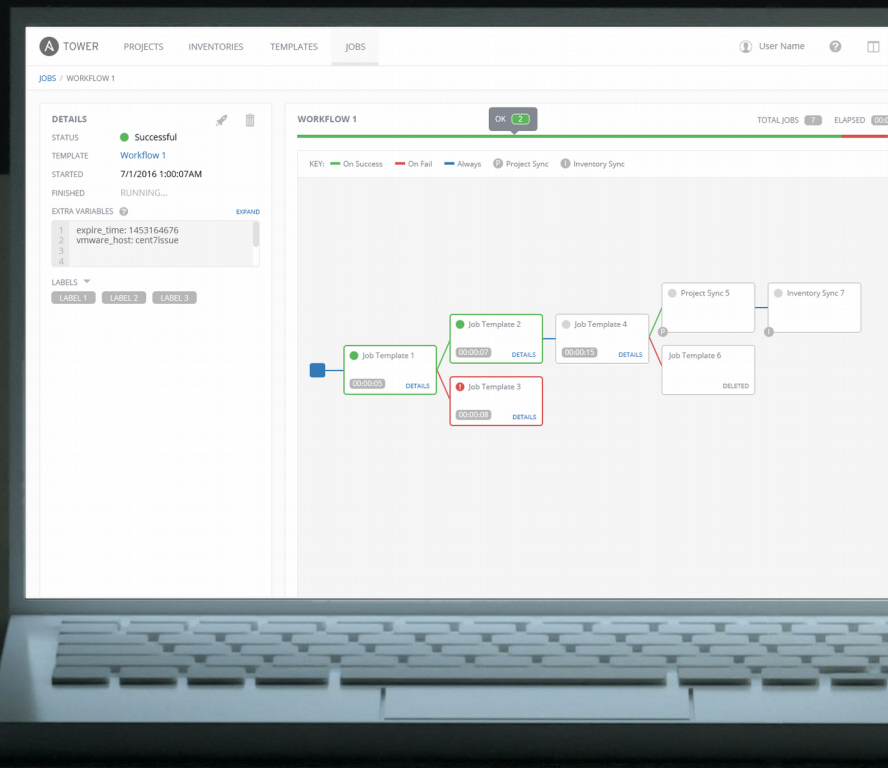 A TOWER PROJECTS INVENTORIES TEMPLATES JOBS User Name ?
JOBS / WORKFLOW 1
DETAILS
STATUS Successful
TEMPLATE Workflow 1
STARTED 7/1/2016 1:00:07AM
FINISHED RUNNING...
EXTRA VARIABLES ? EXPAND
1 expire_time: 1453164676
2 vmware_host: cent7issue
3
4
LABELS
LABEL 1 LABEL 2 LABEL 3
WORKFLOW 1 OK 2 TOTAL JOBS 7 ELAPSED
KEY: On Success On Fail Always P Project Sync I Inventory Sync
Job Template 1
00:00:05 DETAILS
Job Template 2
00:00:07 DETAILS
! Job Template 3
00:00:08 DETAILS
Job Template 4
00:00:15 DETAILS
Project Sync 5
P
Job Template 6
DELETED
Inventory Sync 7
I